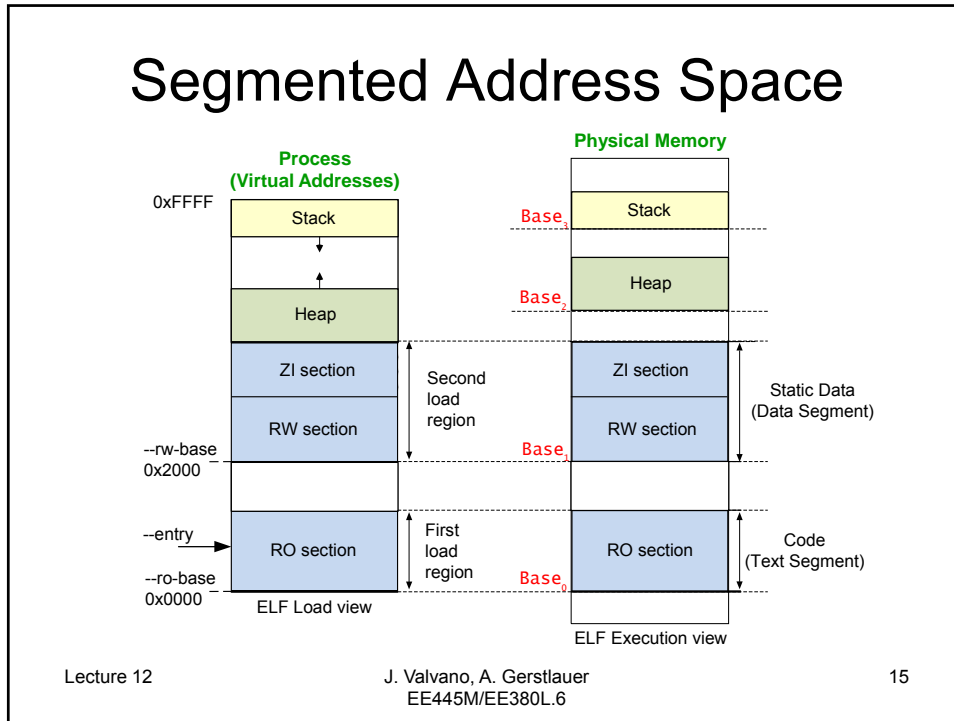 Segmented Address Space
Process
(Virtual Addresses)
0xFFFF
Stack
Heap
ZI section
RW section
Second
load
region
--rw-base
0x2000
--entry
RO section
First
load
region
--ro-base
0x0000
ELF Load view
Physical Memory
Base₃
Stack
Base₂
Heap
ZI section
RW section
Static Data
(Data Segment)
Base₁
RO section
Code
(Text Segment)
Base₀
ELF Execution view
Lecture 12
J. Valvano, A. Gerstlauer
EE445M/EE380L.6
15